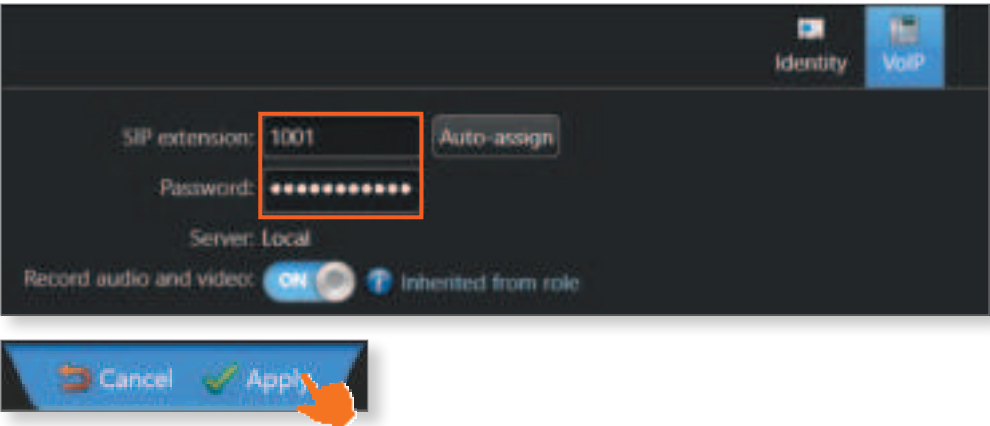 Identity VoIP
SIP extension: 1001 Auto-assign
Password: ●●●●●●●●●●●
Server: Local
Record audio and video: ON Inherited from role
Cancel Apply